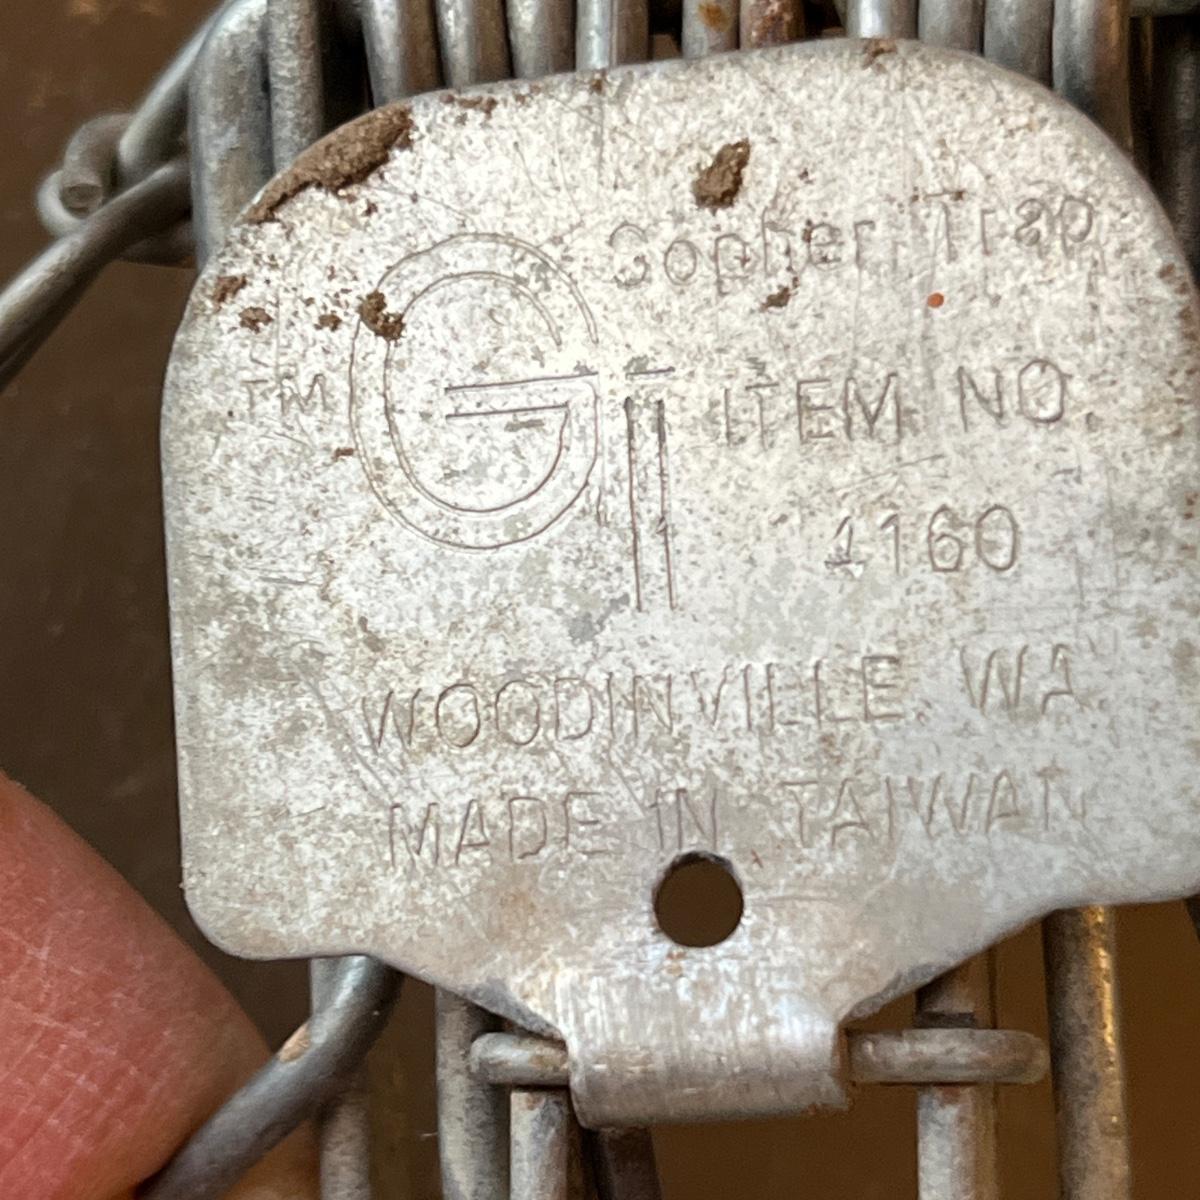 Gopher Trap
TM GT ITEM NO.
1160
WOODINVILLE, WA
MADE IN TAIWAN